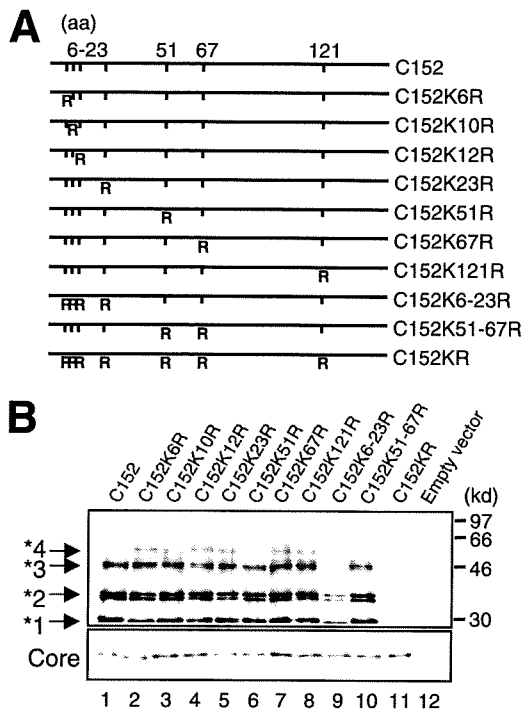 A
(aa)
6-23 51 67 121
C152
C152K6R
R
C152K10R
R
C152K12R
R
C152K23R
R
C152K51R
R
C152K67R
R
C152K121R
R
C152K6-23R
RRR R
C152K51-67R
R R
C152KR
RRR R R R R
B
C152 C152K6R C152K10R C152K12R C152K23R C152K51R C152K67R C152K121R C152K6-23R C152K51-67R C152KR Empty vector
(kd)
97
*4 66
*3 46
*2
*1 30
Core
1 2 3 4 5 6 7 8 9 10 11 12